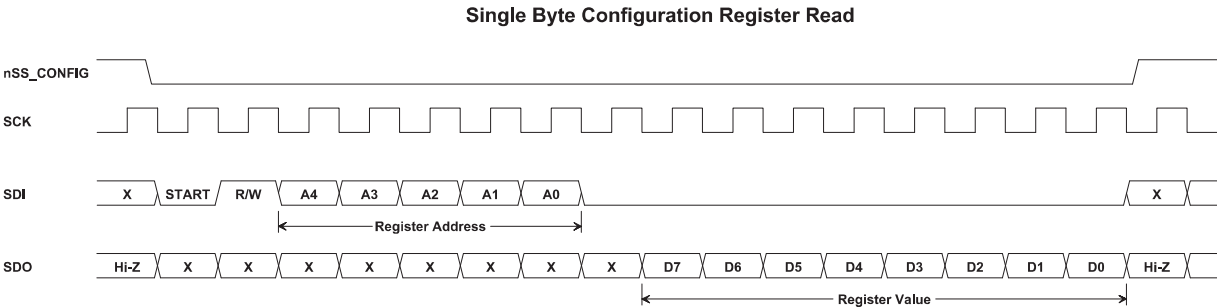 Single Byte Configuration Register Read
nSS_CONFIG
SCK
SDI X START R/W A4 A3 A2 A1 A0 X
Register Address
SDO Hi-Z X X X X X X X X D7 D6 D5 D4 D3 D2 D1 D0 Hi-Z
Register Value